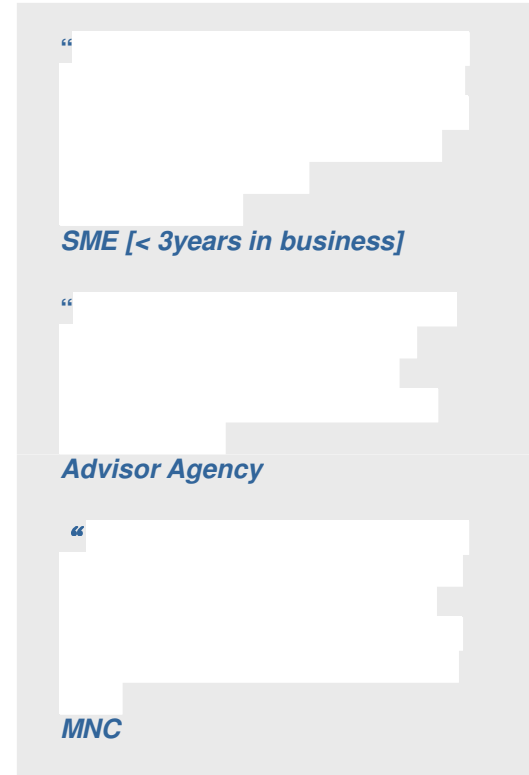 “
SME [< 3years in business]
“
Advisor Agency
“
MNC